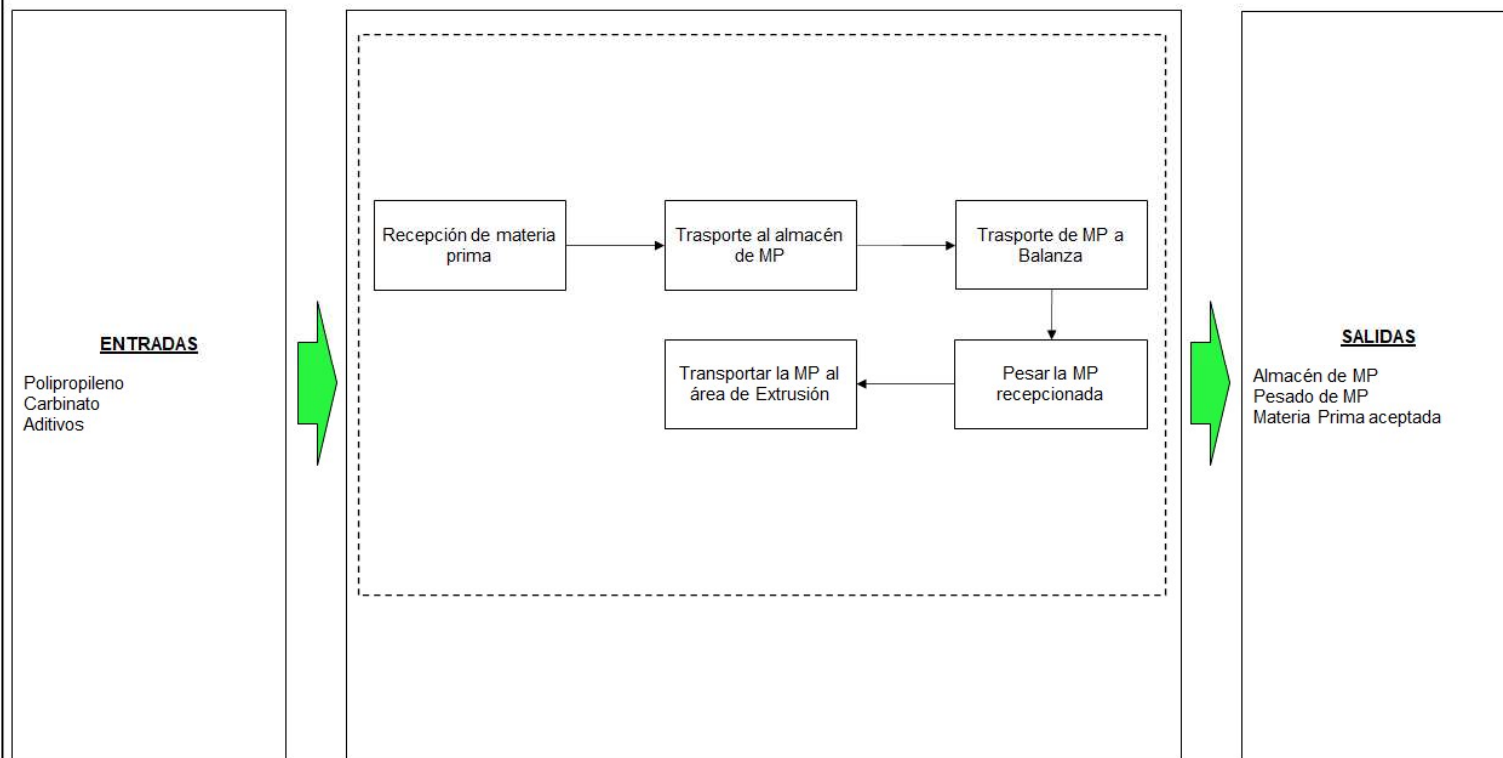 ENTRADAS
Polipropileno
Carbinato
Aditivos
Recepción de materia
prima
Trasporte al almacén
de MP
Trasporte de MP a
Balanza
Pesar la MP
recepcionada
Transportar la MP al
área de Extrusión
SALIDAS
Almacén de MP
Pesado de MP
Materia Prima aceptada